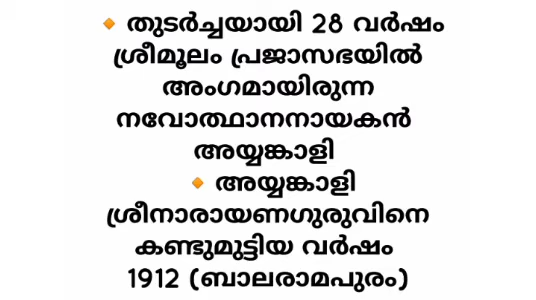 🔸തുടർച്ചയായി 28 വർഷം
ശ്രീമൂലം പ്രജാസഭയിൽ
അംഗമായിരുന്ന
നവോത്ഥാനനായകൻ
അയ്യങ്കാളി
🔸അയ്യങ്കാളി
ശ്രീനാരായണഗുരുവിനെ
കണ്ടുമുട്ടിയ വർഷം
1912 (ബാലരാമപുരം)